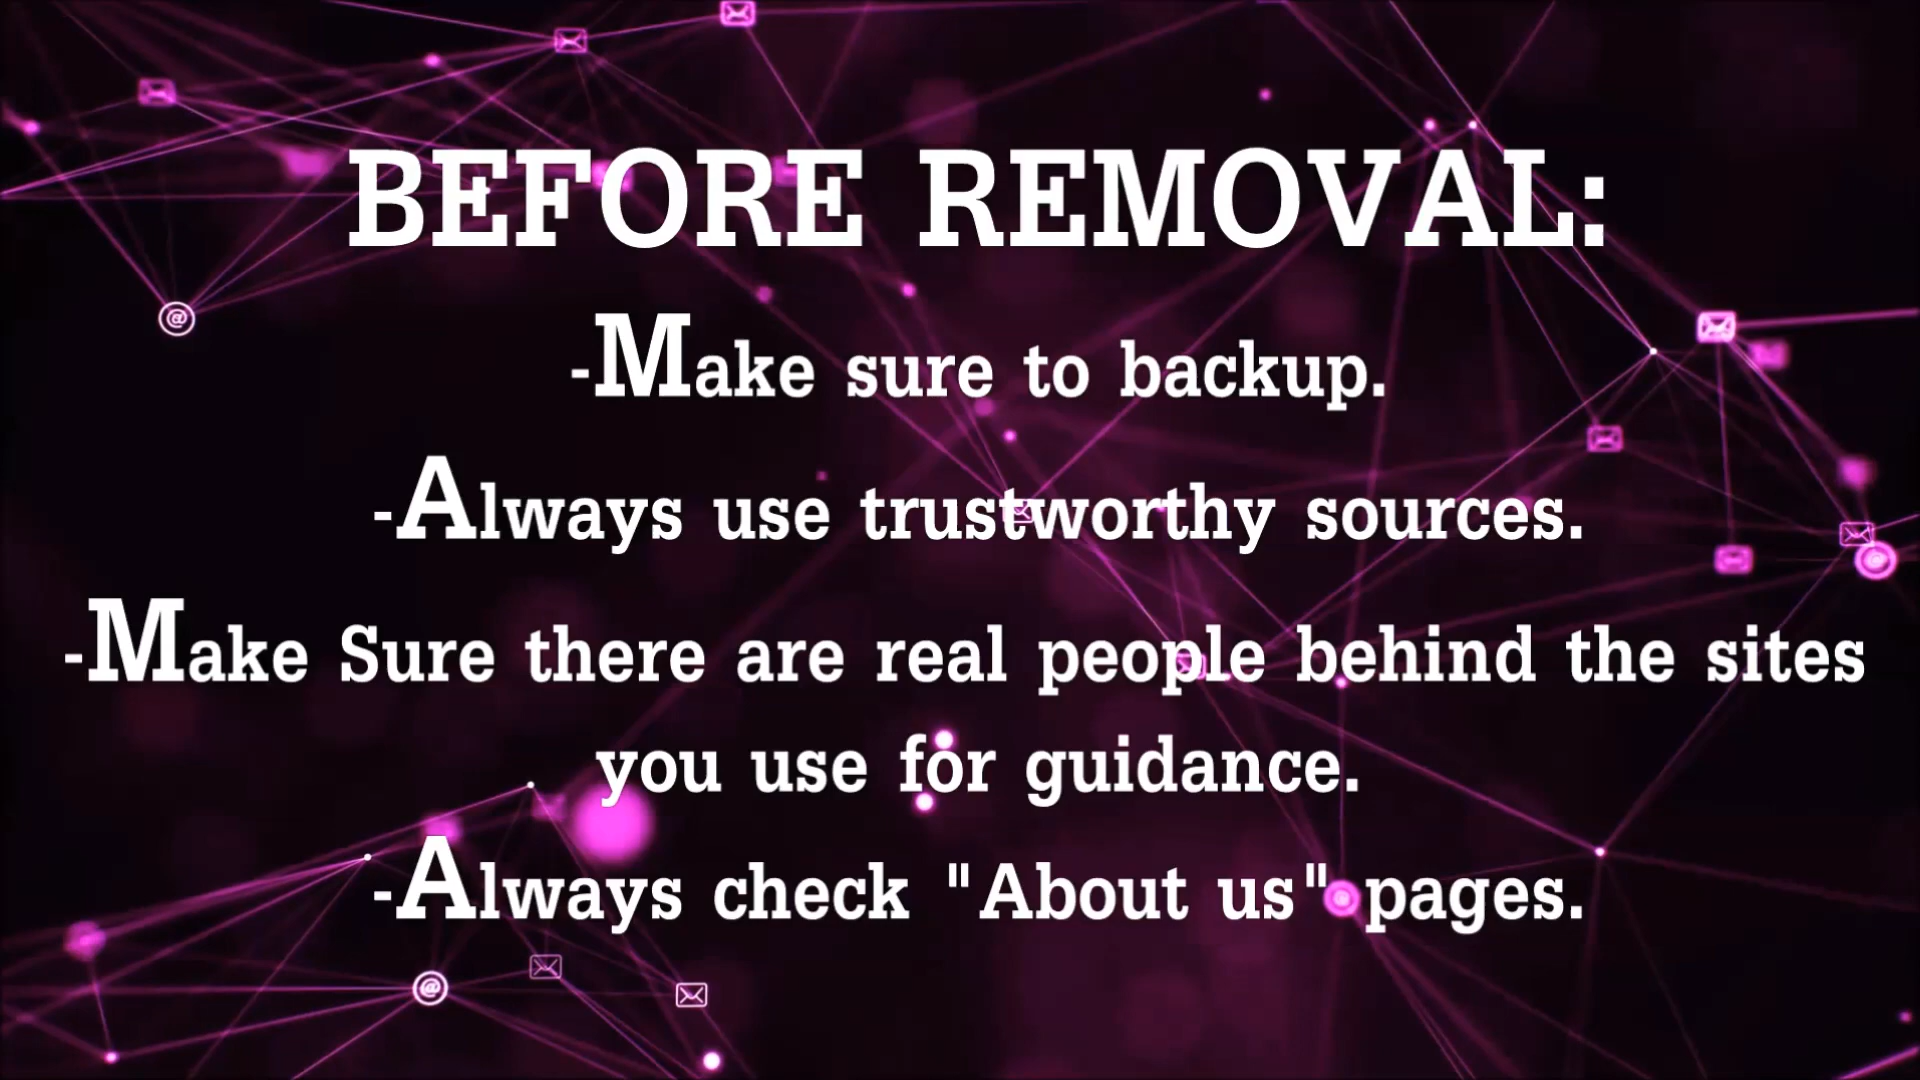 BEFORE REMOVAL:
-Make sure to backup.
-Always use trustworthy sources.
-Make Sure there are real people behind the sites
you use for guidance.
-Always check "About us" pages.